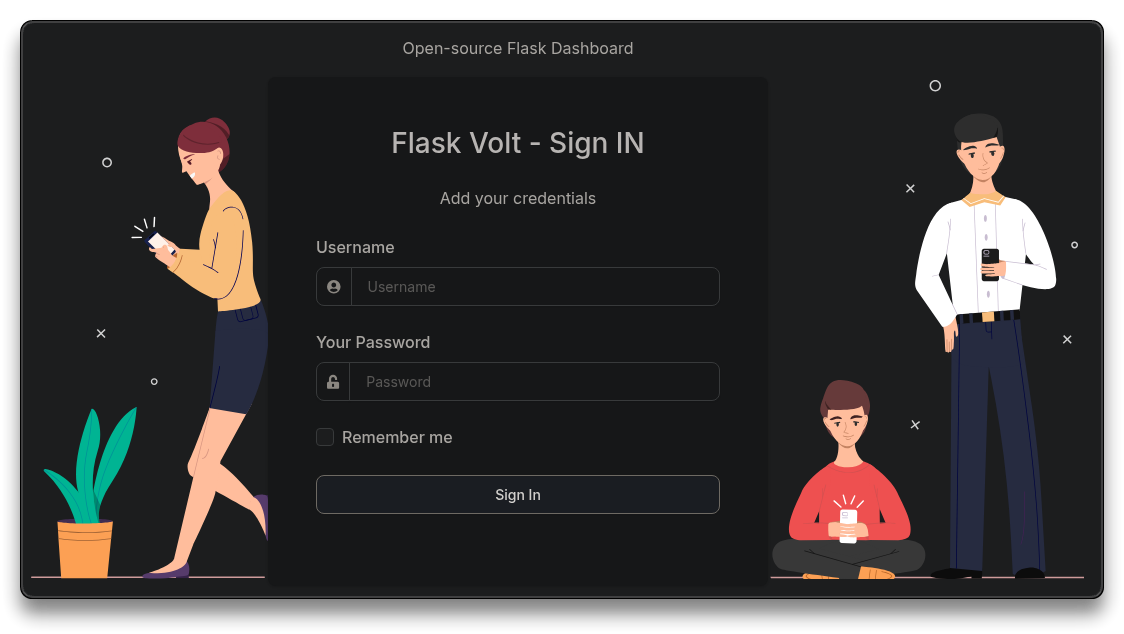 Open-source Flask Dashboard
Flask Volt - Sign IN
Add your credentials
Username
Username
Your Password
Password
Remember me
Sign In